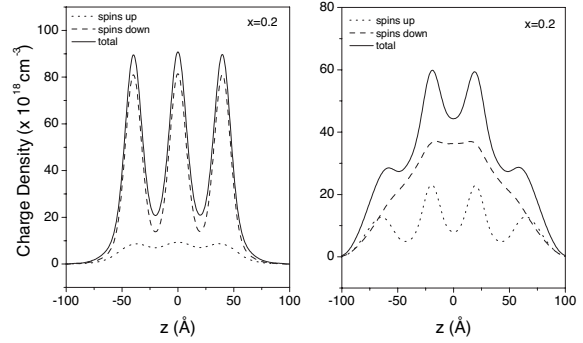 spins up
spins down
total
x=0.2
Charge Density (x 10^18 cm^-3)
100
80
60
40
20
0
-100
-50
0
50
100
z (Å)
spins up
spins down
total
x=0.2
80
60
40
20
0
-100
-50
0
50
100
z (Å)